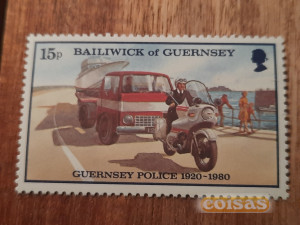 15p BAILIWICK of GUERNSEY
GUERNSEY POLICE 1920-1980
coisas